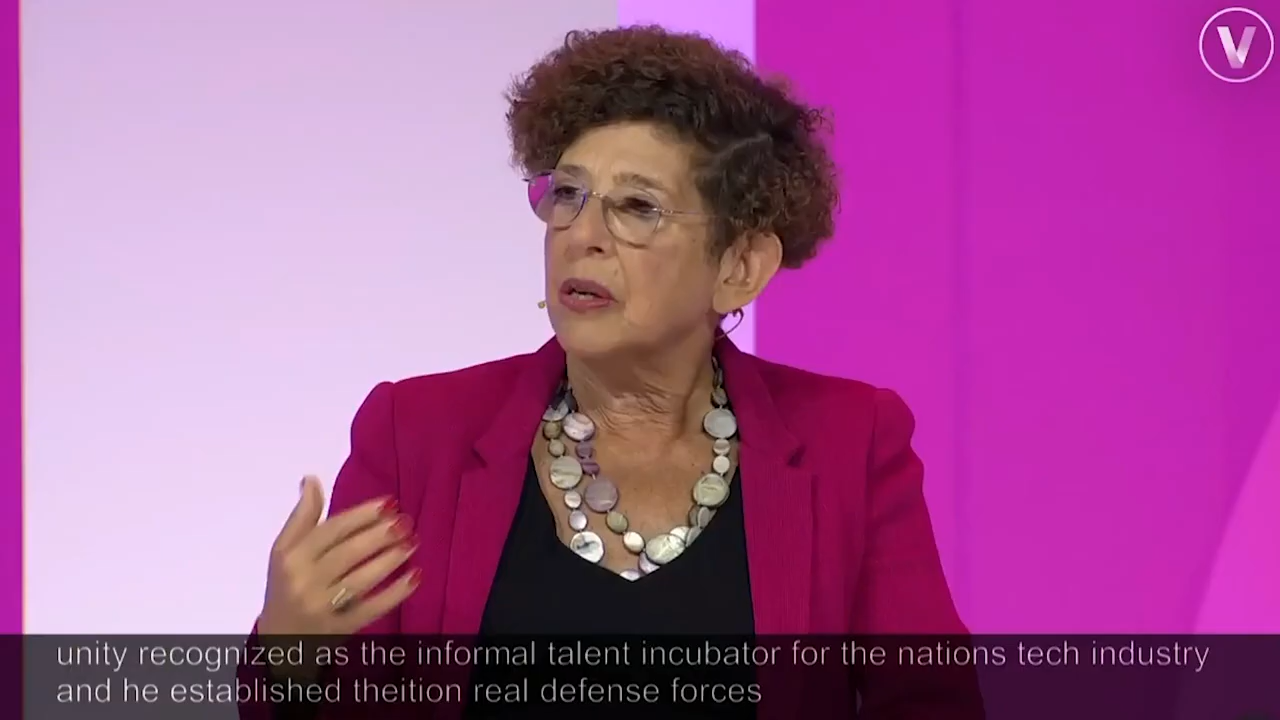 V
unity recognized as the informal talent incubator for the nations tech industry
and he established theition real defense forces